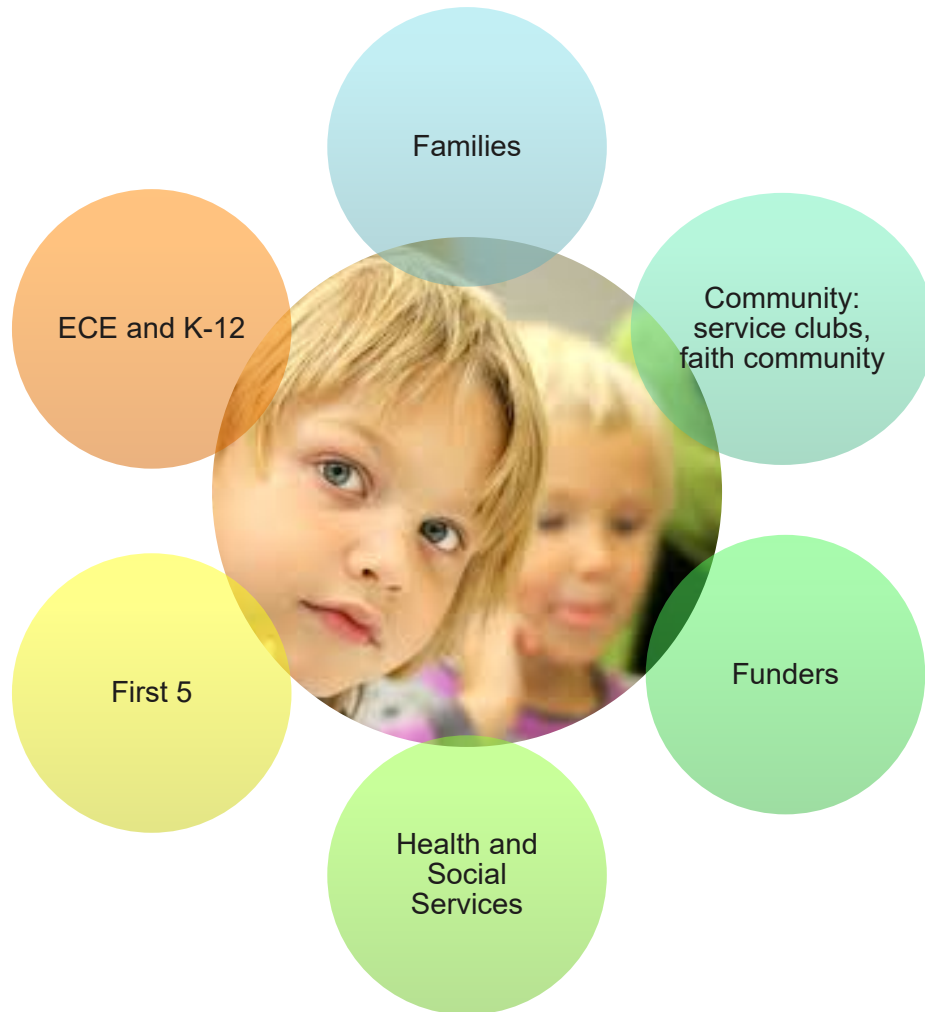 Families
ECE and K-12
Community:
service clubs,
faith community
First 5
Funders
Health and
Social
Services